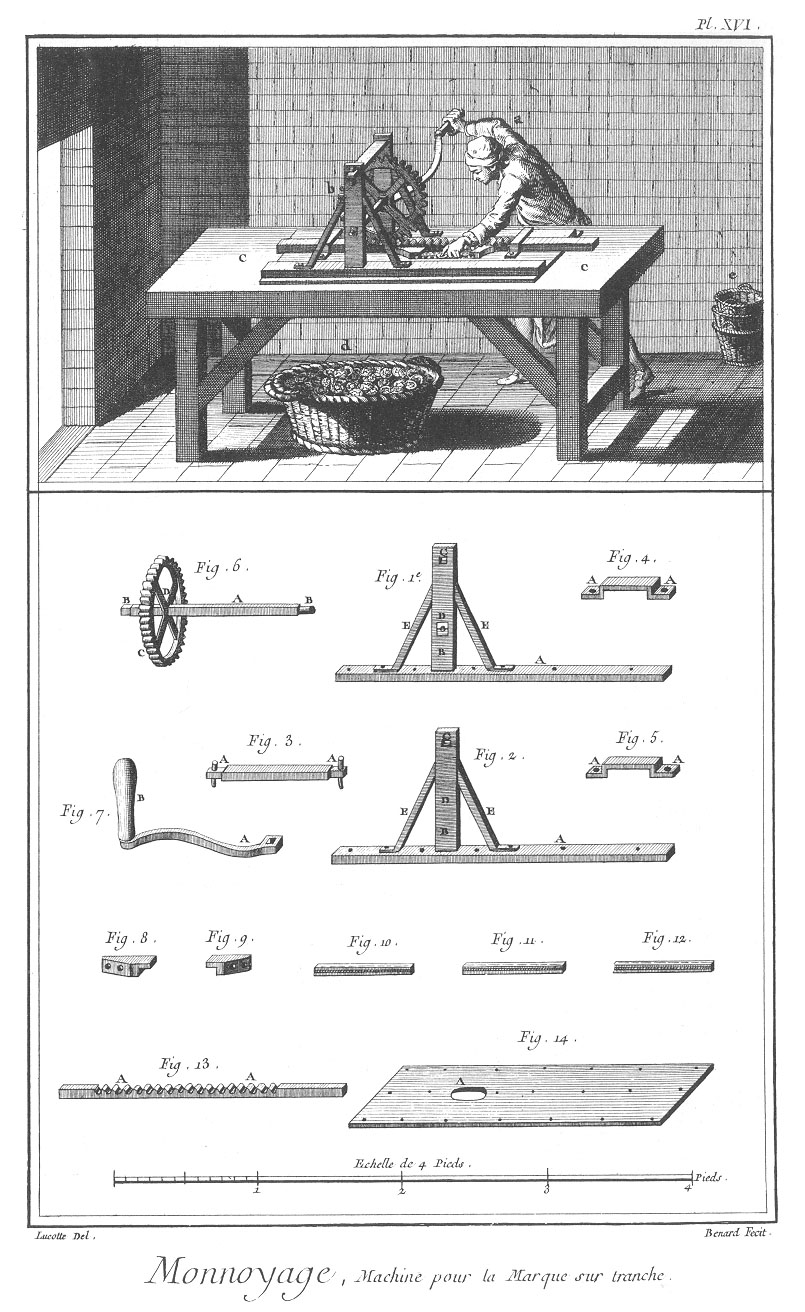 Pl. XVI.
a
b
c
c
d
e
Fig. 6.
B
D
A
B
C
Fig. 1e.
C
E
D
E
E
B
A
Fig. 4.
A
A
Fig. 3.
A
A
Fig. 2.
C
D
E
E
B
A
Fig. 5.
A
A
Fig. 7.
B
A
Fig. 8.
Fig. 9.
Fig. 10.
Fig. 11.
Fig. 12.
Fig. 13.
A
A
Fig. 14.
A
Echelle de 4 Pieds.
1
2
3
4 Pieds.
Lucotte Del.
Benard Fecit.
Monnoyage, Machine pour la Marque sur tranche.